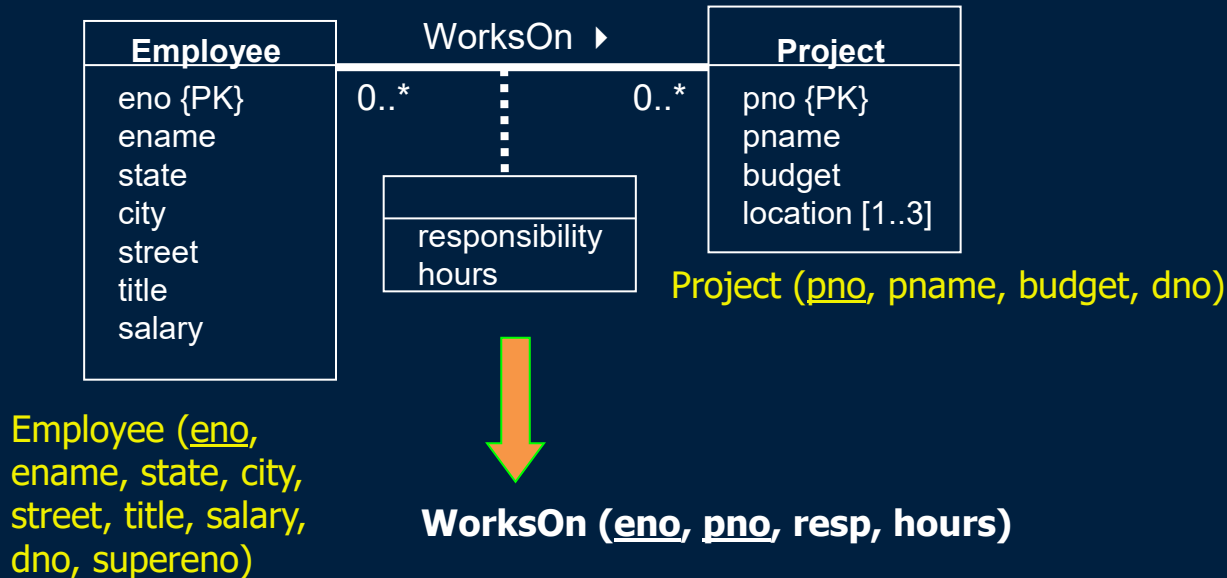 Employee
eno {PK}
ename
state
city
street
title
salary
WorksOn ▶
0..*
0..*
responsibility
hours
Project
pno {PK}
pname
budget
location [1..3]
Project (pno, pname, budget, dno)
Employee (eno,
ename, state, city,
street, title, salary,
dno, supereno)
WorksOn (eno, pno, resp, hours)